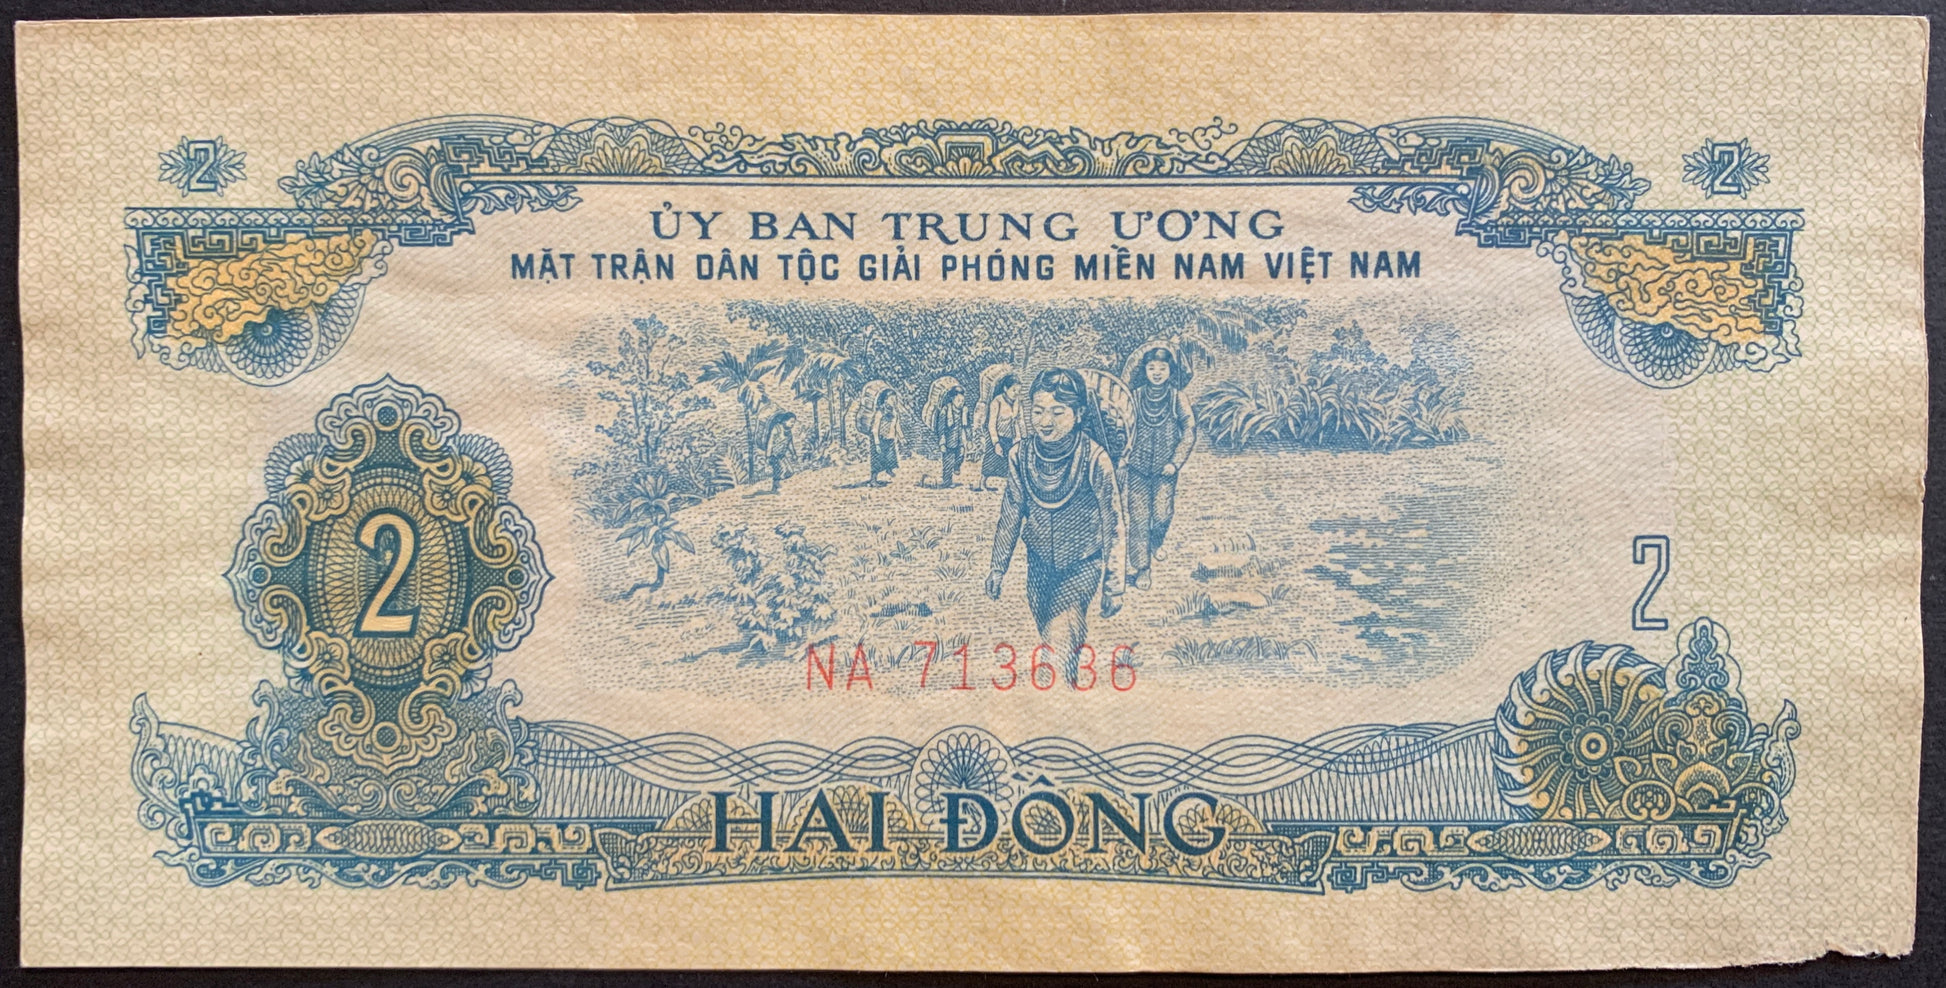 2 2
ỦY BAN TRUNG ƯƠNG
MẶT TRẬN DÂN TỘC GIẢI PHÓNG MIỀN NAM VIỆT NAM
2
2
NA 713636
HAI ĐỒNG